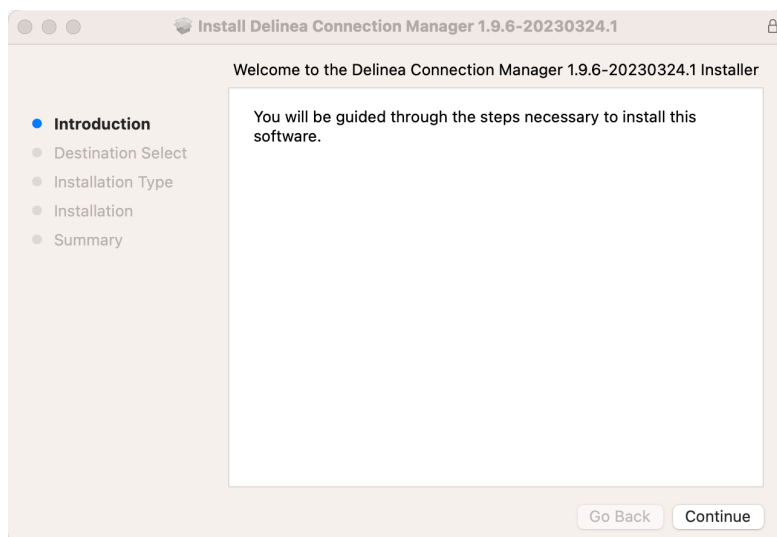 Install Delinea Connection Manager 1.9.6-20230324.1
Welcome to the Delinea Connection Manager 1.9.6-20230324.1 Installer
Introduction
Destination Select
Installation Type
Installation
Summary
You will be guided through the steps necessary to install this
software.
Go Back
Continue